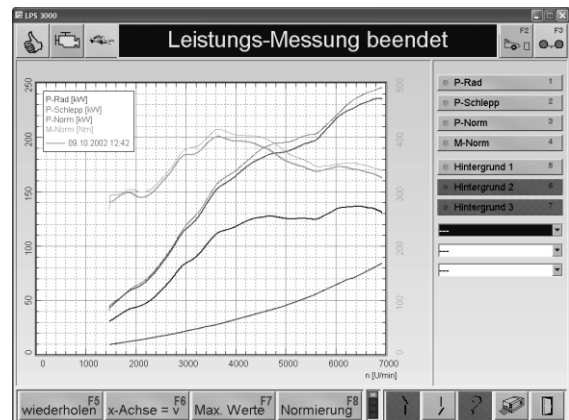 LPS 3000
Leistungs-Messung beendet
F2
F3
P-Rad [kW]
P-Schlepp [kW]
P-Norm [kW]
M-Norm [Nm]
09.10.2002 12:42
250
200
150
100
50
0
500
400
300
200
100
0
0 1000 2000 3000 4000 5000 6000 7000
n [U/min]
P-Rad 1
P-Schlepp 2
P-Norm 3
M-Norm 4
Hintergrund 1 5
Hintergrund 2 6
Hintergrund 3 7
---
---
---
F5 wiederholen
F6 x-Achse = v
F7 Max. Werte
F8 Normierung